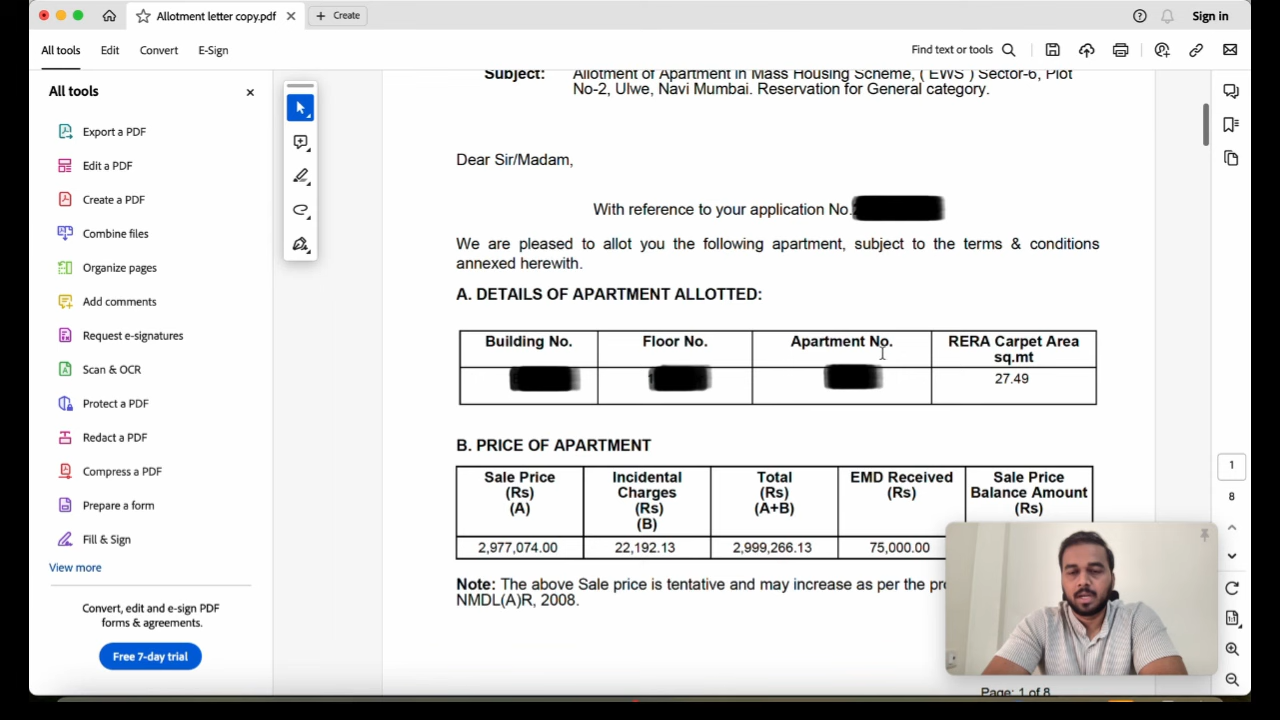 Allotment letter copy.pdf
Create
Sign in
All tools
Edit
Convert
E-Sign
Find text or tools
All tools
Export a PDF
Edit a PDF
Create a PDF
Combine files
Organize pages
Add comments
Request e-signatures
Scan & OCR
Protect a PDF
Redact a PDF
Compress a PDF
Prepare a form
Fill & Sign
View more
Convert, edit and e-sign PDF
forms & agreements.
Free 7-day trial
Subject: Allotment of Apartment in Mass Housing Scheme, ( EWS ) Sector-6, Plot
No-2, Ulwe, Navi Mumbai. Reservation for General category.
Dear Sir/Madam,
With reference to your application No.
We are pleased to allot you the following apartment, subject to the terms & conditions
annexed herewith.
A. DETAILS OF APARTMENT ALLOTTED:
Building No. Floor No. Apartment No. RERA Carpet Area
sq.mt
27.49
B. PRICE OF APARTMENT
Sale Price Incidental Total EMD Received Sale Price
(Rs) Charges (Rs) (Rs) Balance Amount
(A) (Rs) (A+B) (Rs)
(B)
2,977,074.00 22,192.13 2,999,266.13 75,000.00
Note: The above Sale price is tentative and may increase as per the
NMDL(A)R, 2008.
Page: 1 of 8
1
8